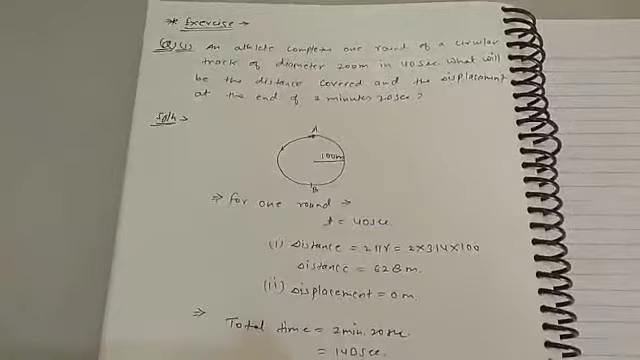 * Exercise →
(Q)(1) An athlete completes one round of a circular
track of diameter 200m in 40sec. What will
be the distance covered and the displacement
at the end of 2 minutes 20sec.?
Soln →
A
100m
B
⇒ For one round →
t = 40sec.
(i) Distance = 2πr = 2×3.14×100
Distance = 628m.
(ii) Displacement = 0m.
⇒
Total time = 2min. 20sec.
= 140sec.